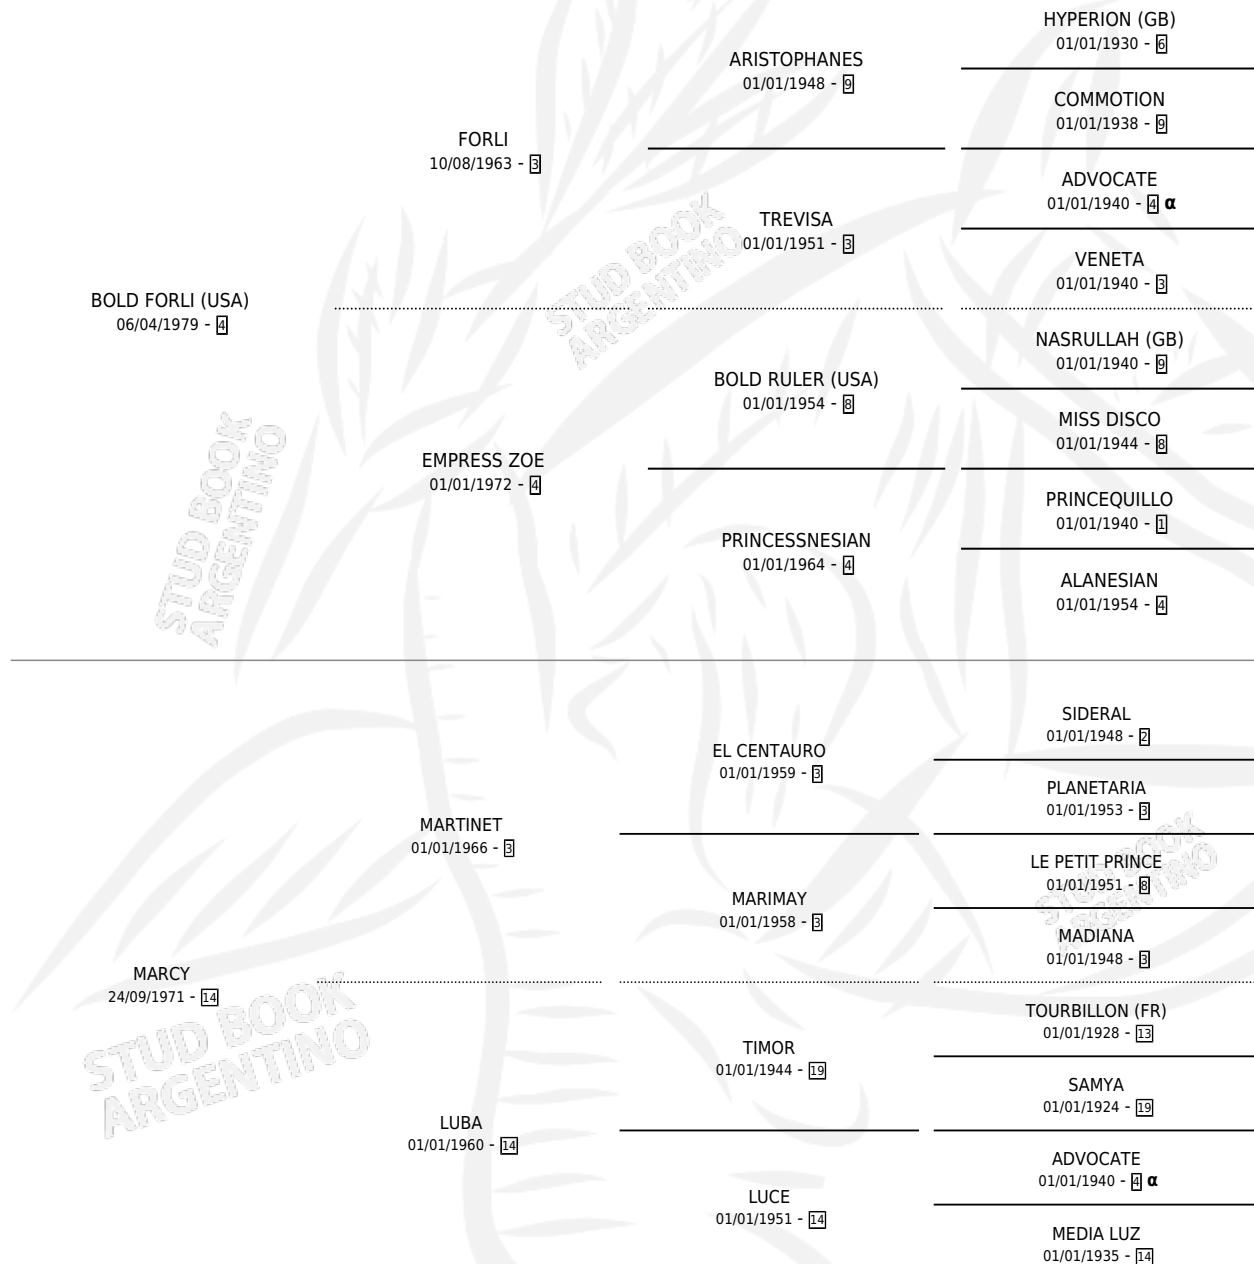 HYPERION (GB)
01/01/1930 - 6
ARISTOPHANES
01/01/1948 - 9
COMMOTION
01/01/1938 - 9
FORLI
10/08/1963 - 3
ADVOCATE
01/01/1940 - 4 α
TREVISA
01/01/1951 - 3
VENETA
01/01/1940 - 3
BOLD FORLI (USA)
06/04/1979 - 4
NASRULLAH (GB)
01/01/1940 - 9
BOLD RULER (USA)
01/01/1954 - 8
MISS DISCO
01/01/1944 - 8
EMPRESS ZOE
01/01/1972 - 4
PRINCEQUILLO
01/01/1940 - 1
PRINCESSNESIAN
01/01/1964 - 4
ALANESIAN
01/01/1954 - 4
SIDERAL
01/01/1948 - 2
EL CENTAURO
01/01/1959 - 3
PLANETARIA
01/01/1953 - 3
MARTINET
01/01/1966 - 3
LE PETIT PRINCE
01/01/1951 - 8
MARIMAY
01/01/1958 - 3
MADIANA
01/01/1948 - 3
MARCY
24/09/1971 - 14
TOURBILLON (FR)
01/01/1928 - 13
TIMOR
01/01/1944 - 19
SAMYA
01/01/1924 - 19
LUBA
01/01/1960 - 14
ADVOCATE
01/01/1940 - 4 α
LUCE
01/01/1951 - 14
MEDIA LUZ
01/01/1935 - 14
STUD BOOK
ARGENTINO
STUD BOOK
ARGENTINO
STUD BOOK
ARGENTINO
STUD BOOK
ARGENTINO